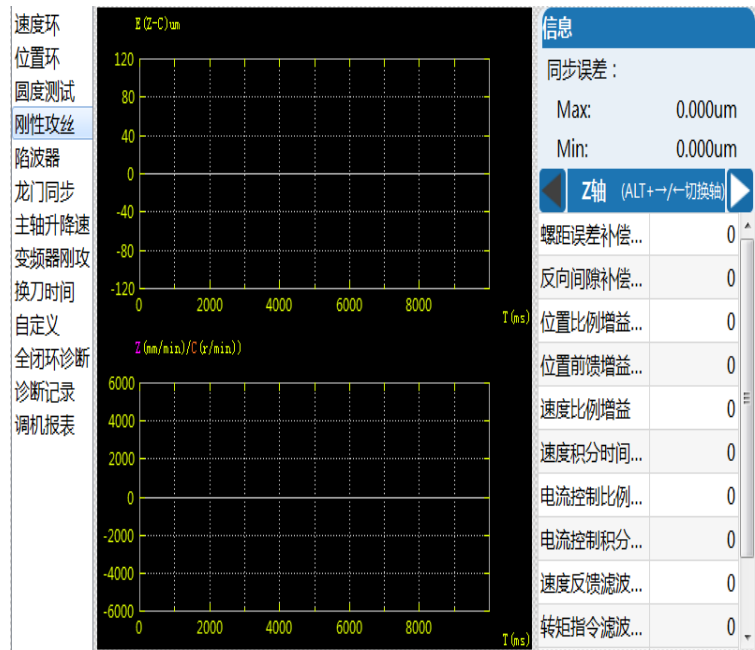 速度环
位置环
圆度测试
刚性攻丝
陷波器
龙门同步
主轴升降速
变频器刚攻
换刀时间
自定义
全闭环诊断
诊断记录
调机报表
E(Z-C)um
120
80
40
0
-40
-80
-120
0 2000 4000 6000 8000
T(ms)
Z(mm/min)/C(r/min))
6000
4000
2000
0
-2000
-4000
-6000
0 2000 4000 6000 8000
T(ms)
信息
同步误差：
Max: 0.000um
Min: 0.000um
Z轴 (ALT+→/←切换轴)
螺距误差补偿... 0
反向间隙补偿... 0
位置比例增益... 0
位置前馈增益... 0
速度比例增益 0
速度积分时间... 0
电流控制比例... 0
电流控制积分... 0
速度反馈滤波... 0
转矩指令滤波... 0